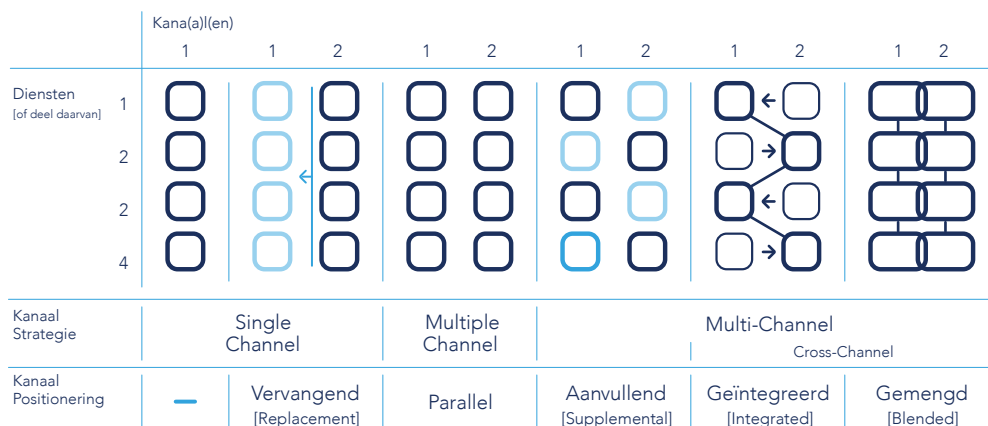 Kana(a)l(en)
1 1 2 1 2 1 2 1 2 1 2
Diensten 1
[of deel daarvan]
2
2
4
Kanaal
Strategie
Single
Channel
Multiple
Channel
Multi-Channel
Cross-Channel
Kanaal
Positionering
Vervangend
[Replacement]
Parallel
Aanvullend
[Supplemental]
Geïntegreerd
[Integrated]
Gemengd
[Blended]